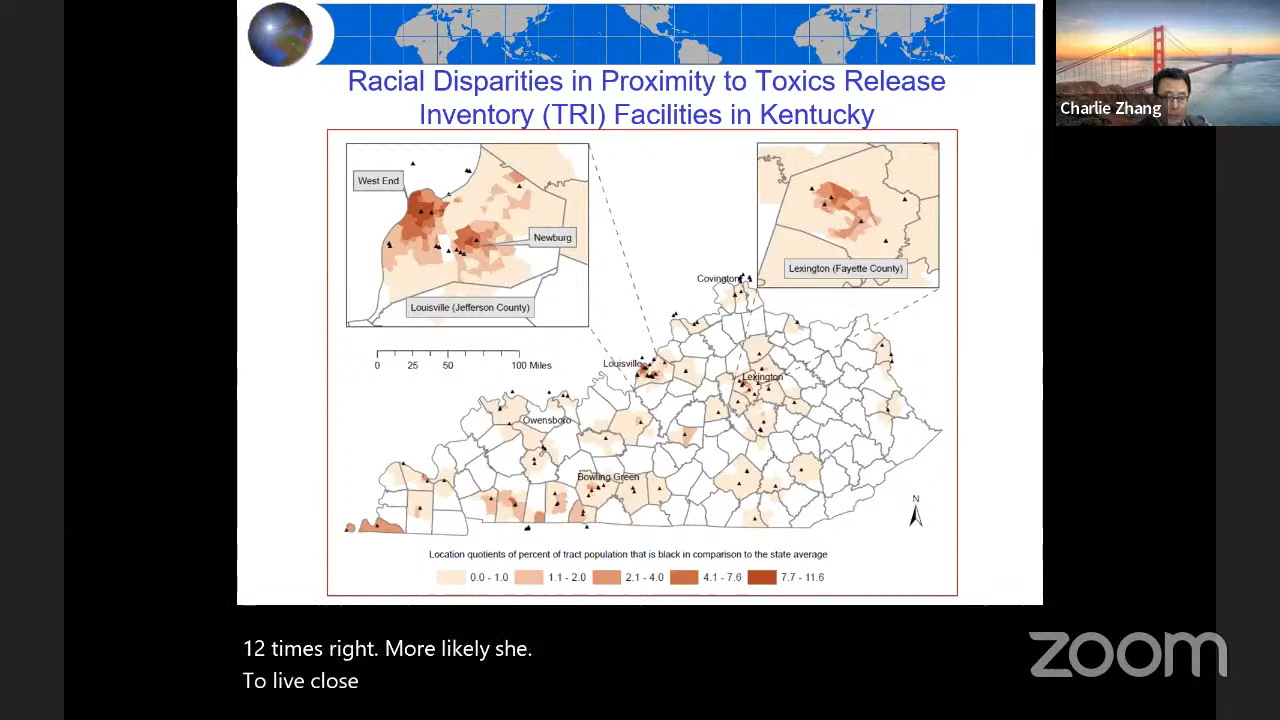 Racial Disparities in Proximity to Toxics Release
Inventory (TRI) Facilities in Kentucky
Charlie Zhang
West End
Newburg
Louisville (Jefferson County)
Lexington (Fayette County)
Covington
0 25 50 100 Miles
Louisville
Lexington
Owensboro
Bowling Green
N
Location quotients of percent of tract population that is black in comparison to the state average
0.0 - 1.0 1.1 - 2.0 2.1 - 4.0 4.1 - 7.6 7.7 - 11.6
12 times right. More likely she.
To live close
zoom